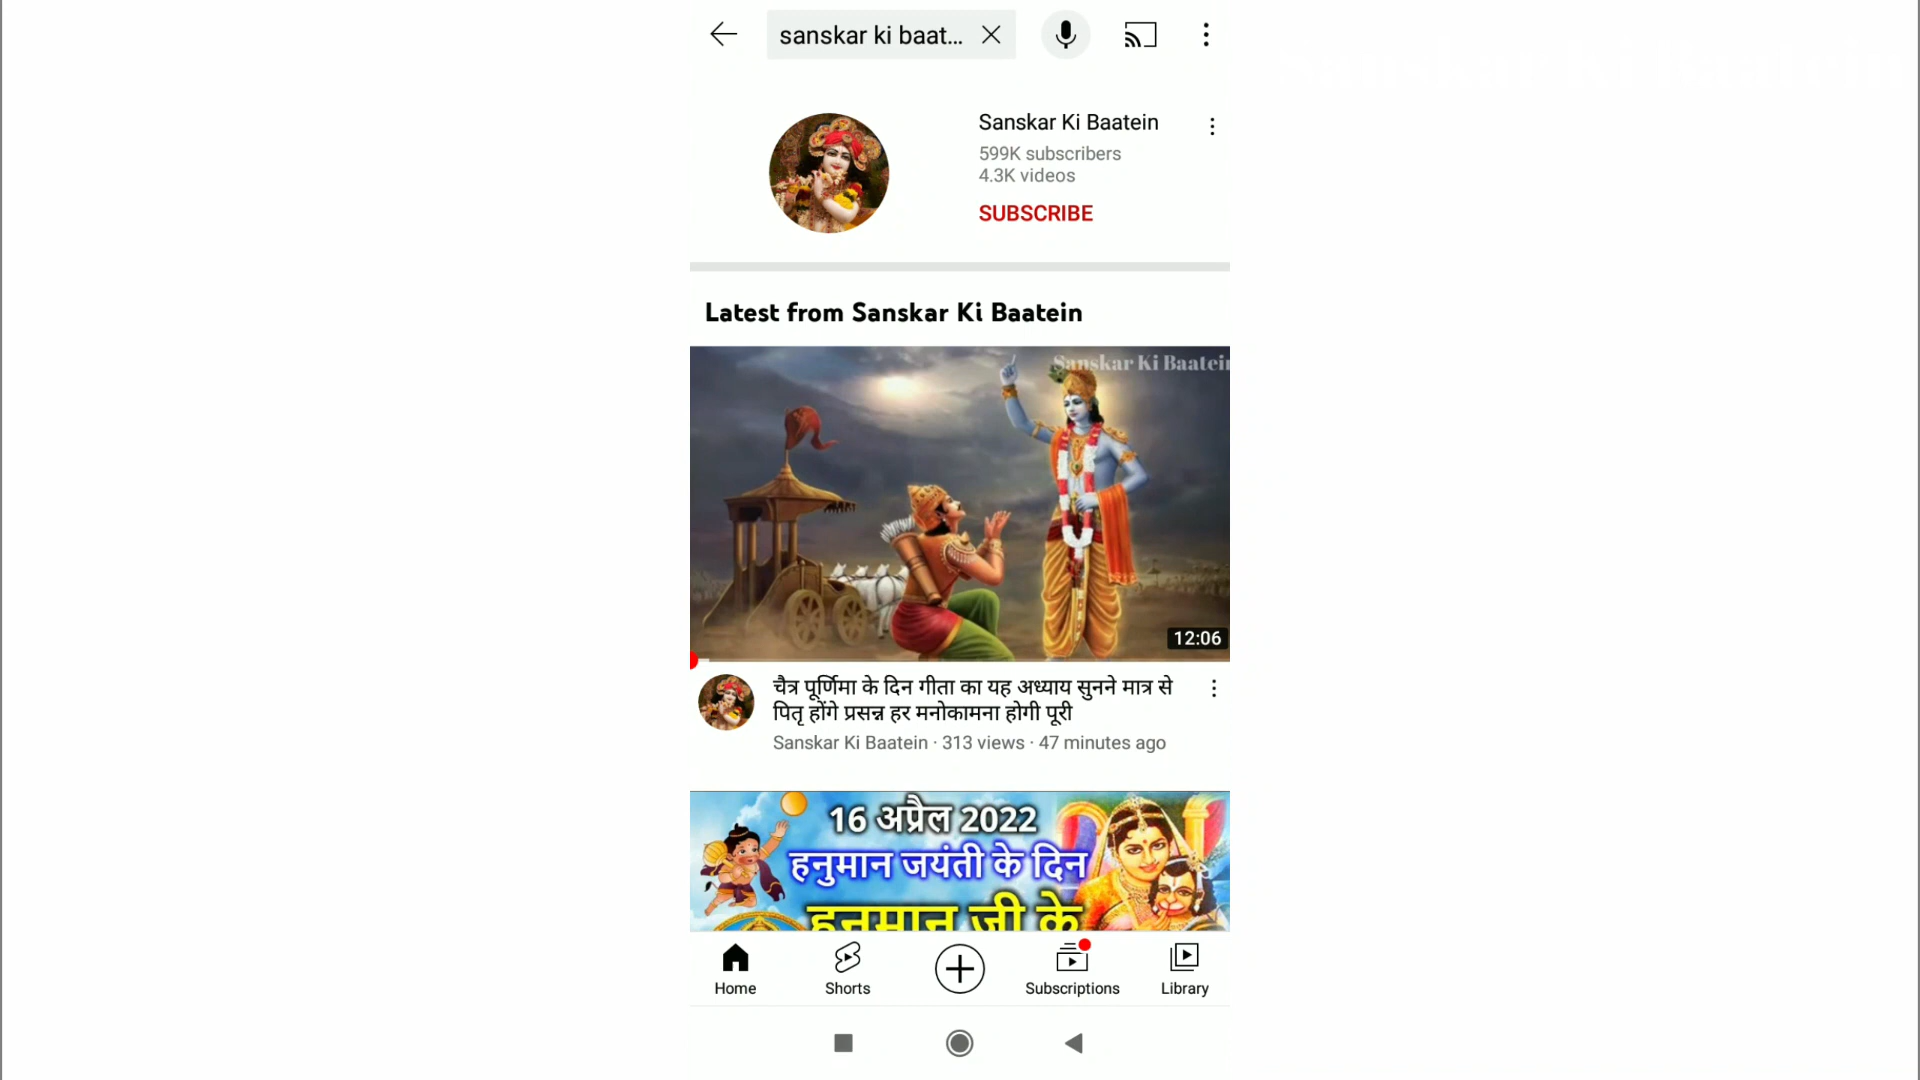 sanskar ki baat...
Sanskar Ki Baatein
599K subscribers
4.3K videos
SUBSCRIBE
Latest from Sanskar Ki Baatein
Sanskar Ki Baatein
12:06
चैत्र पूर्णिमा के दिन गीता का यह अध्याय सुनने मात्र से
पितृ होंगे प्रसन्न हर मनोकामना होगी पूरी
Sanskar Ki Baatein · 313 views · 47 minutes ago
16 अप्रैल 2022
हनुमान जयंती के दिन
हनुमान जी के
Home
Shorts
Subscriptions
Library